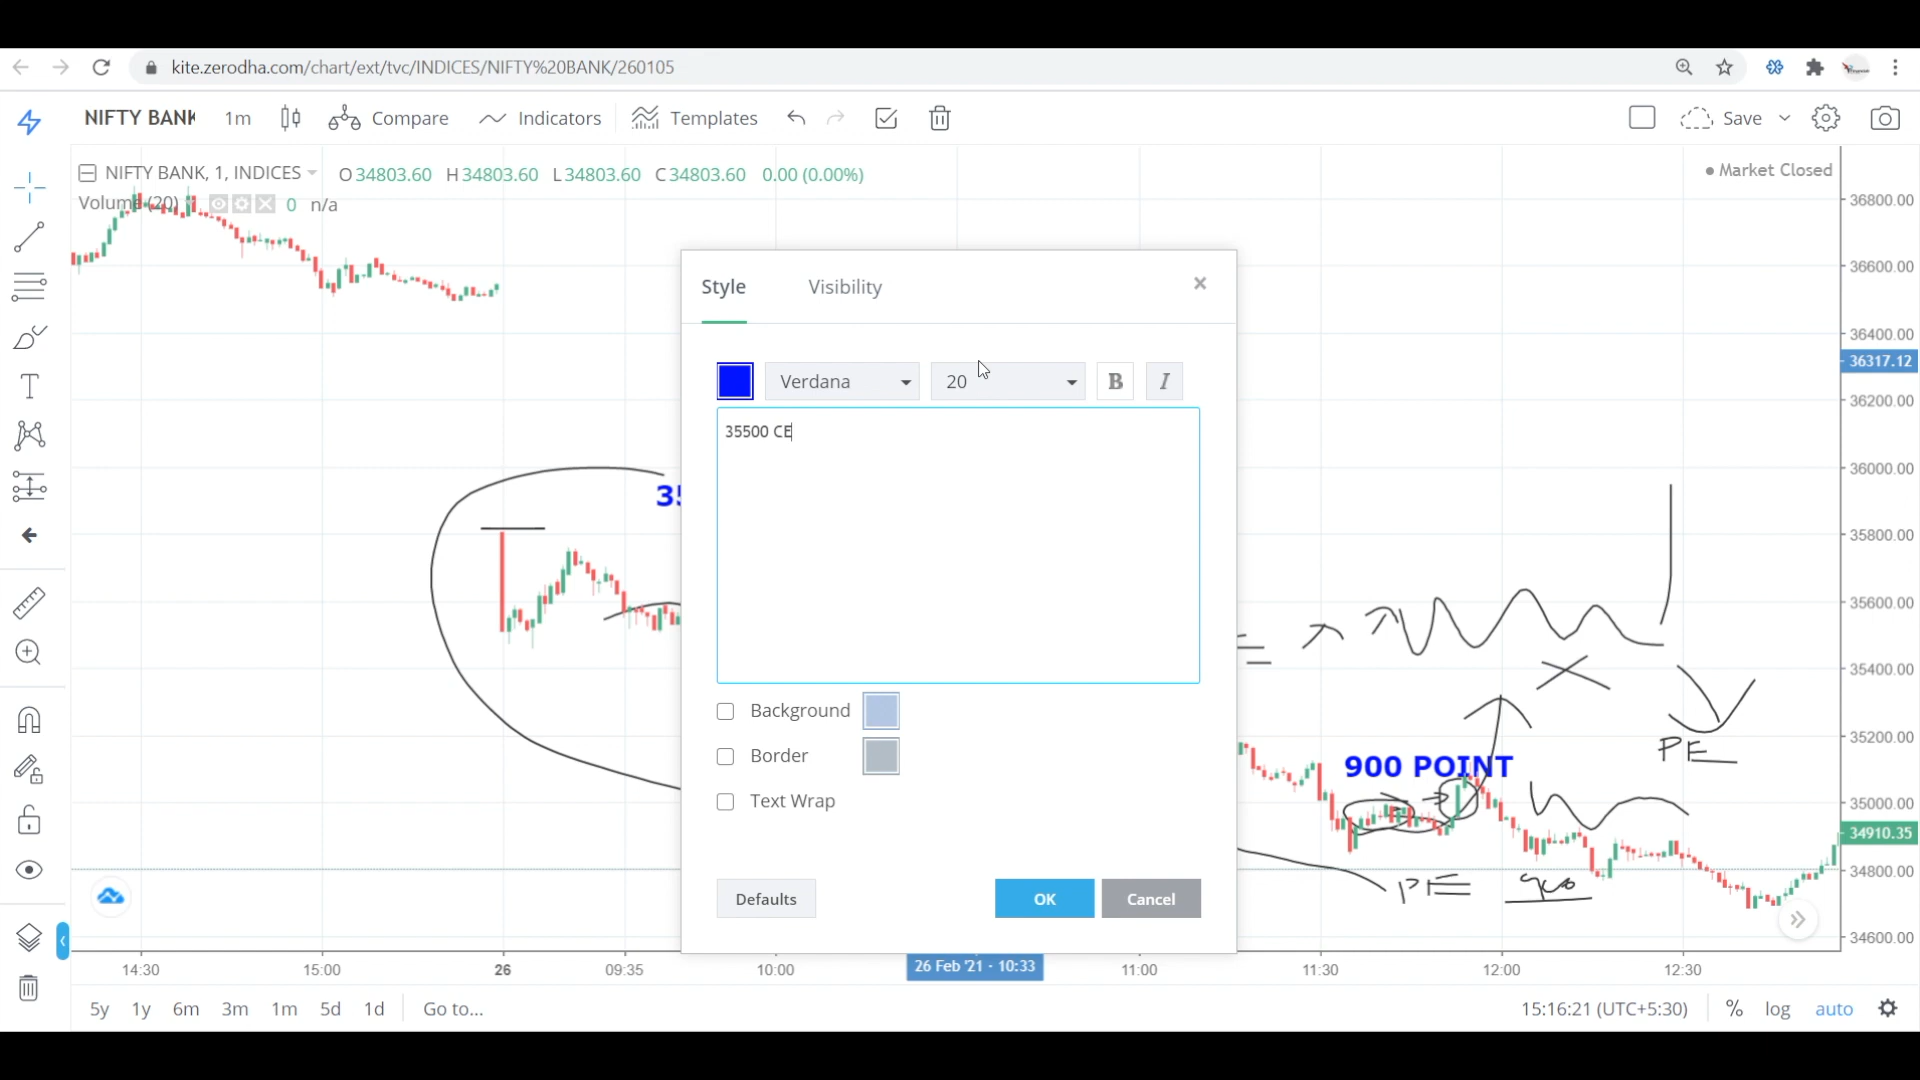 kite.zerodha.com/chart/ext/tvc/INDICES/NIFTY%20BANK/260105
NIFTY BANK 1m Compare Indicators Templates Save
NIFTY BANK, 1, INDICES O34803.60 H34803.60 L34803.60 C34803.60 0.00 (0.00%) Market Closed
Volume (20) 0 n/a
36800.00
36600.00
36400.00
36317.12
36200.00
36000.00
35800.00
35600.00
35400.00
35200.00
35000.00
34910.35
34800.00
34600.00
Style Visibility
Verdana 20 B I
35500 CE
Background
Border
Text Wrap
Defaults OK Cancel
35
900 POINT
PE
PE 900
14:30 15:00 26 09:35 10:00 26 Feb '21 - 10:33 11:00 11:30 12:00 12:30
5y 1y 6m 3m 1m 5d 1d Go to... 15:16:21 (UTC+5:30) % log auto